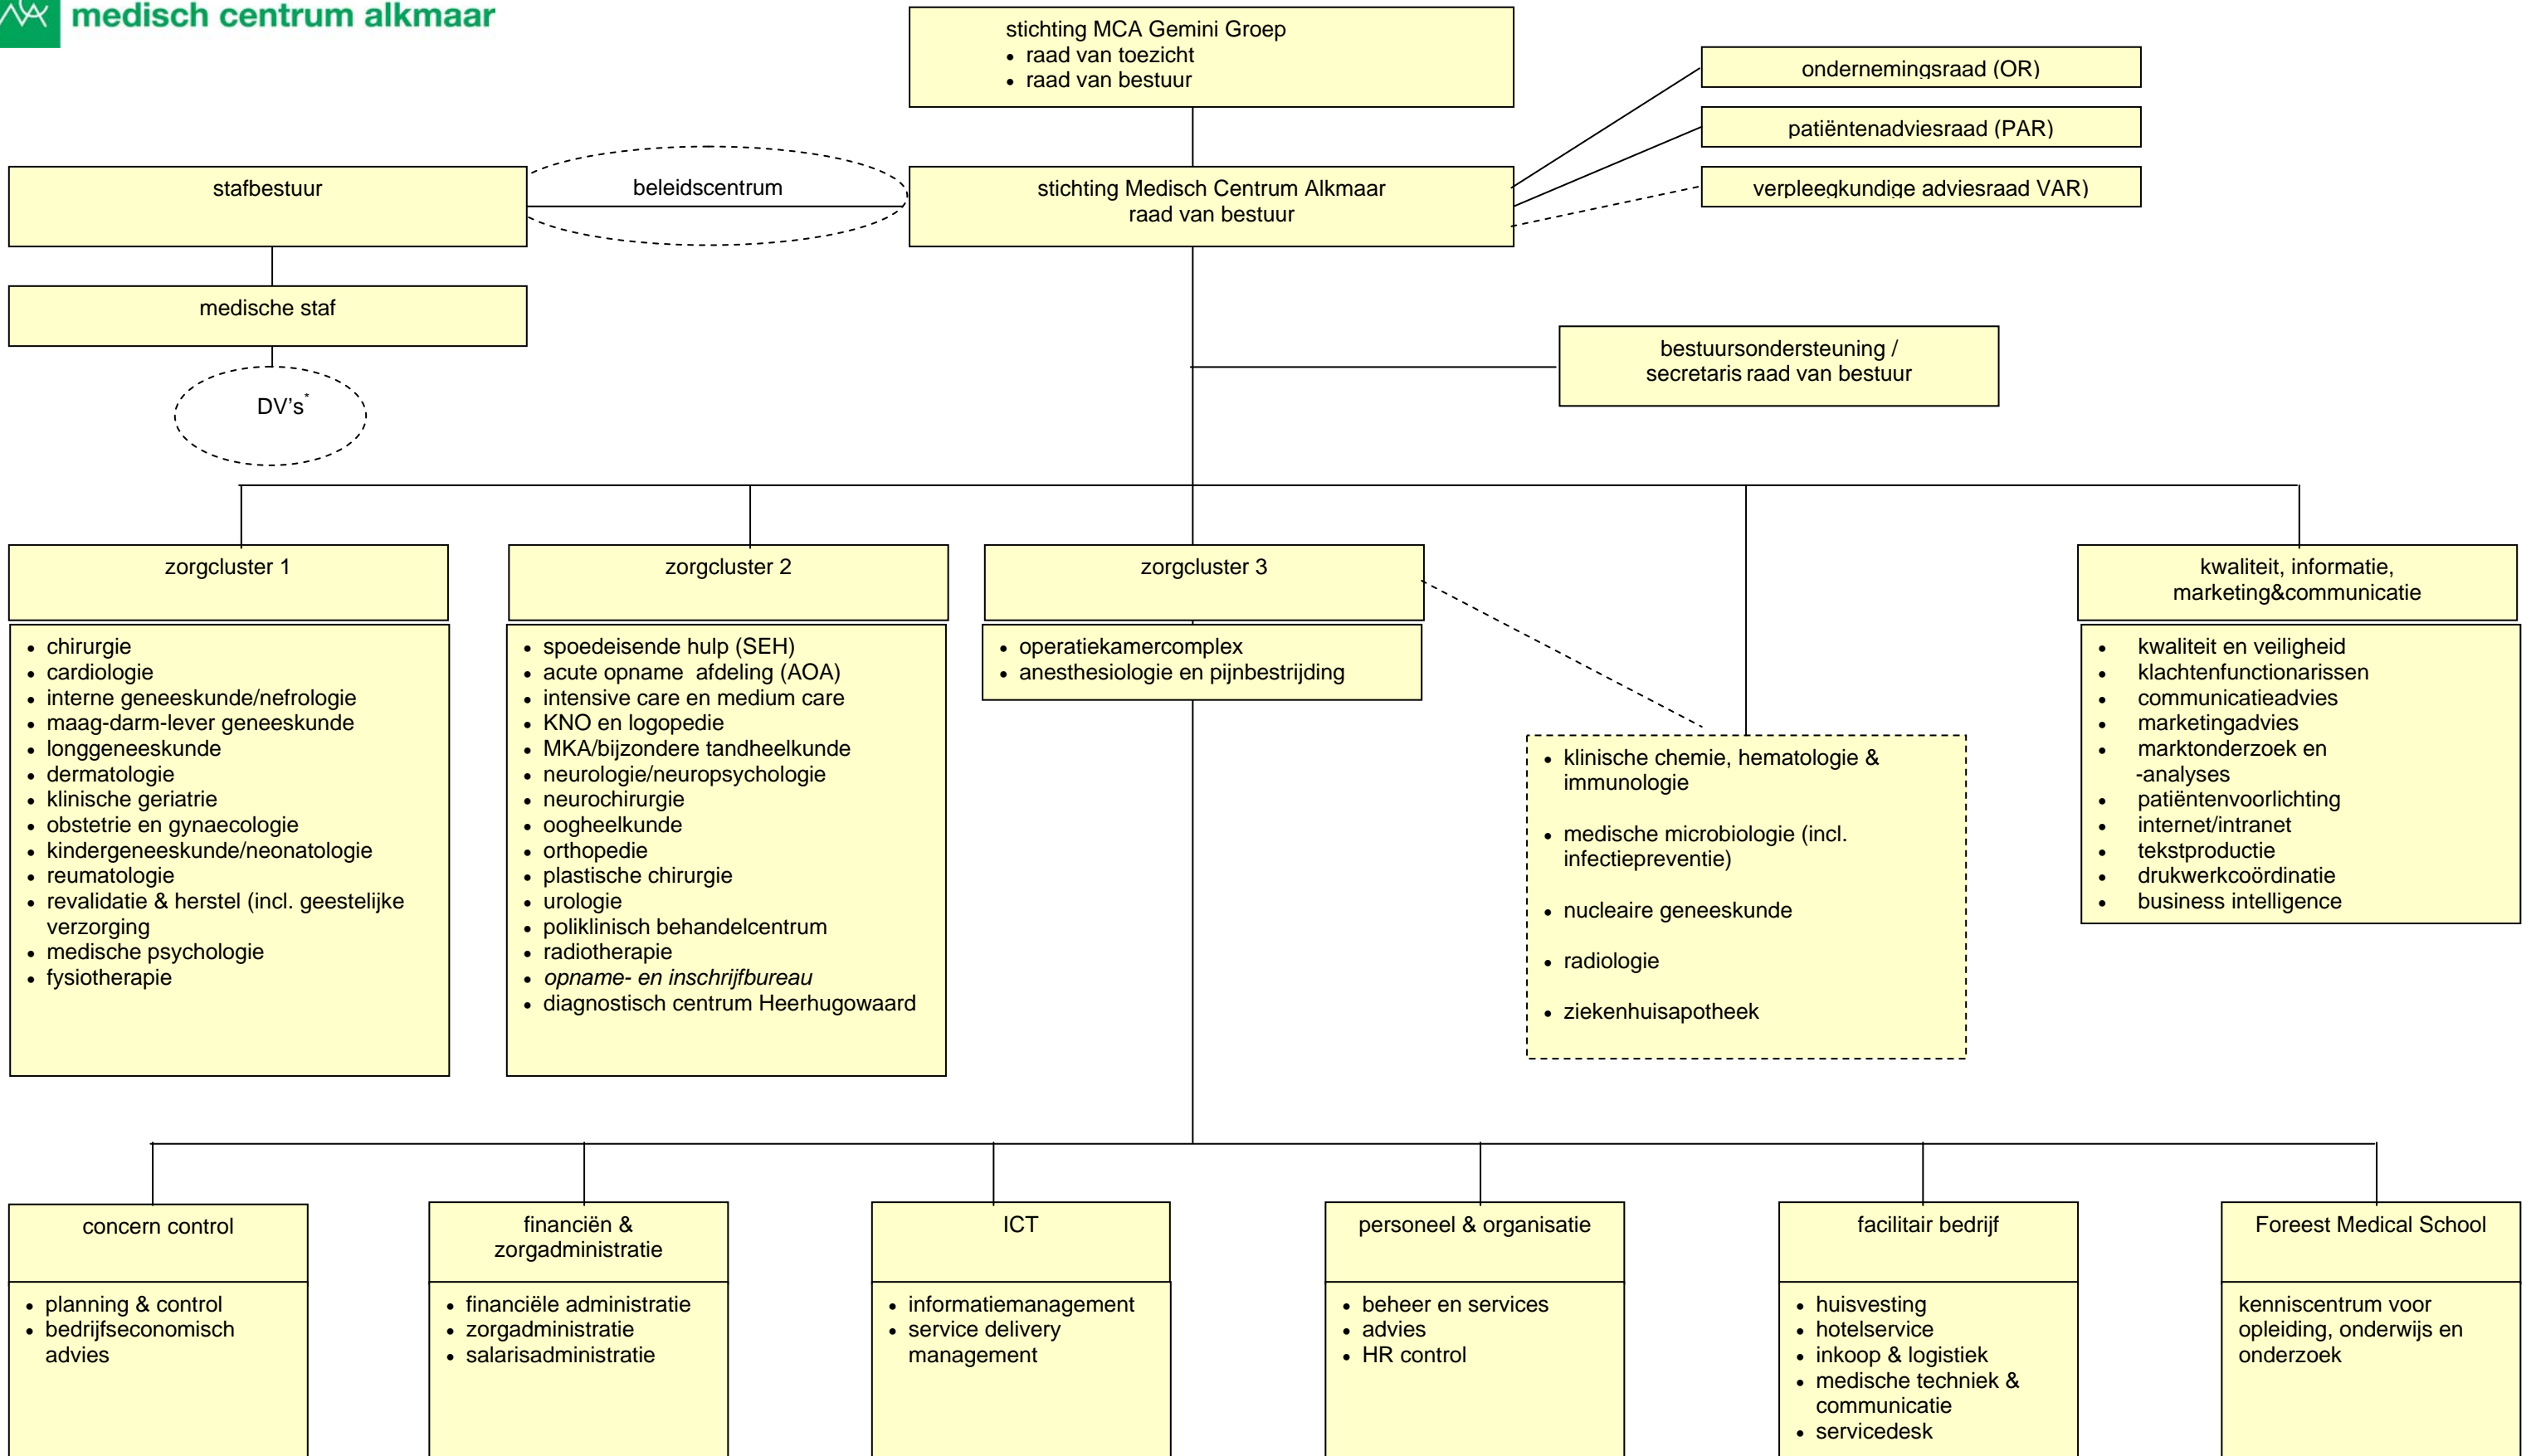 medisch centrum alkmaar
stichting MCA Gemini Groep
• raad van toezicht
• raad van bestuur
ondernemingsraad (OR)
patiëntenadviesraad (PAR)
verpleegkundige adviesraad VAR)
stafbestuur
beleidscentrum
stichting Medisch Centrum Alkmaar
raad van bestuur
medische staf
DV's*
bestuursondersteuning /
secretaris raad van bestuur
zorgcluster 1
• chirurgie
• cardiologie
• interne geneeskunde/nefrologie
• maag-darm-lever geneeskunde
• longgeneeskunde
• dermatologie
• klinische geriatrie
• obstetrie en gynaecologie
• kindergeneeskunde/neonatologie
• reumatologie
• revalidatie & herstel (incl. geestelijke
verzorging
• medische psychologie
• fysiotherapie
zorgcluster 2
• spoedeisende hulp (SEH)
• acute opname afdeling (AOA)
• intensive care en medium care
• KNO en logopedie
• MKA/bijzondere tandheelkunde
• neurologie/neuropsychologie
• neurochirurgie
• oogheelkunde
• orthopedie
• plastische chirurgie
• urologie
• poliklinisch behandelcentrum
• radiotherapie
• opname- en inschrijfbureau
• diagnostisch centrum Heerhugowaard
zorgcluster 3
• operatiekamercomplex
• anesthesiologie en pijnbestrijding
• klinische chemie, hematologie &
immunologie
• medische microbiologie (incl.
infectiepreventie)
• nucleaire geneeskunde
• radiologie
• ziekenhuisapotheek
kwaliteit, informatie,
marketing&communicatie
• kwaliteit en veiligheid
• klachtenfunctionarissen
• communicatieadvies
• marketingadvies
• marktonderzoek en
-analyses
• patiëntenvoorlichting
• internet/intranet
• tekstproductie
• drukwerkcoördinatie
• business intelligence
concern control
• planning & control
• bedrijfseconomisch
advies
financiën &
zorgadministratie
• financiële administratie
• zorgadministratie
• salarisadministratie
ICT
• informatiemanagement
• service delivery
management
personeel & organisatie
• beheer en services
• advies
• HR control
facilitair bedrijf
• huisvesting
• hotelservice
• inkoop & logistiek
• medische techniek &
communicatie
• servicedesk
Foreest Medical School
kenniscentrum voor
opleiding, onderwijs en
onderzoek